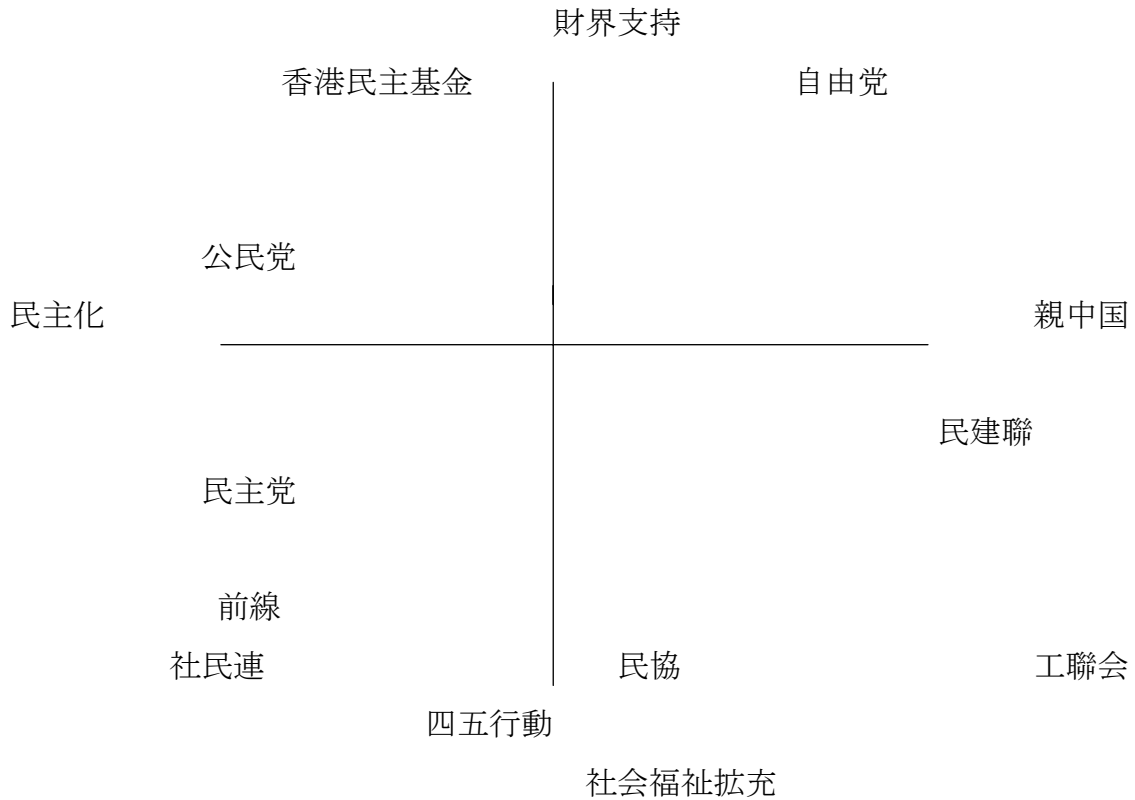 財界支持
香港民主基金 自由党
公民党
民主化 親中国
民建聯
民主党
前線
社民連 民協 工聯会
四五行動
社会福祉拡充